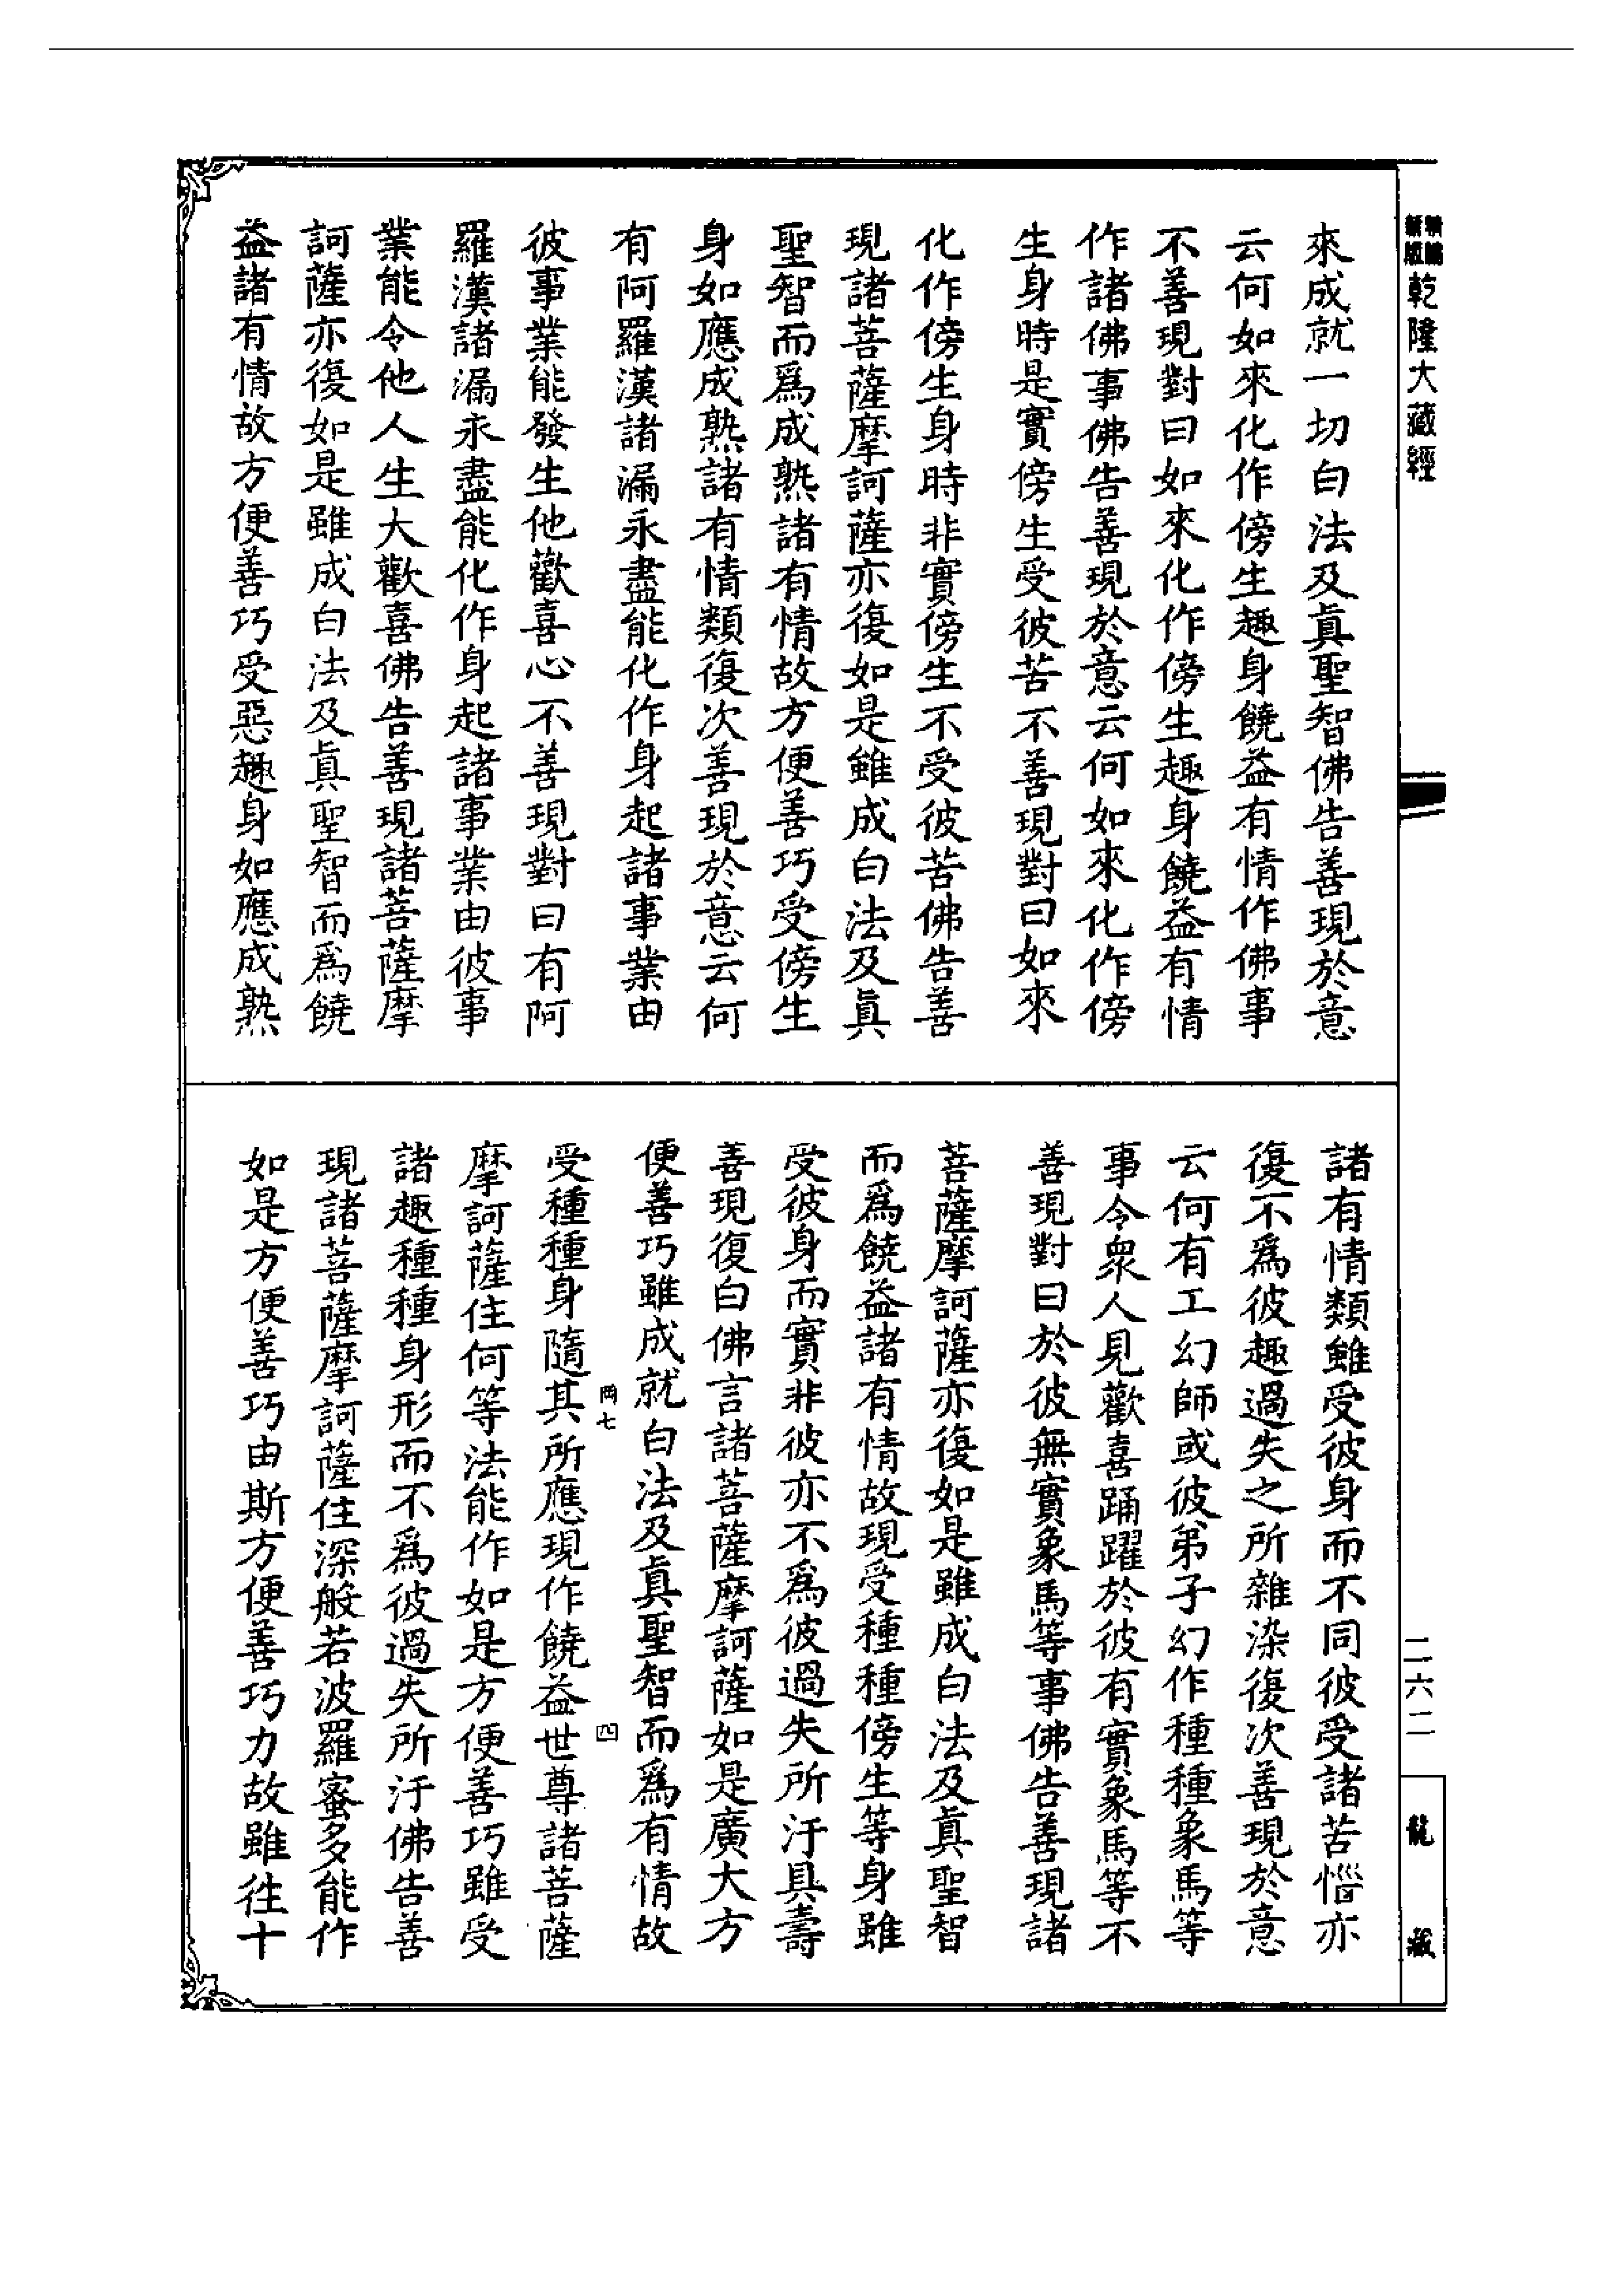 新編
新版
乾隆大藏經
來成就一切白法及眞聖智佛告善現於意
云何如來化作傍生趣身饒益有情作佛事
不善現對曰如來化作傍生趣身饒益有情
作諸佛事佛告善現於意云何如來化作傍
生身時是實傍生受彼苦不善現對曰如來
化作傍生身時非實傍生不受彼苦佛告善
現諸菩薩摩訶薩亦復如是雖成白法及眞
聖智而爲成熟諸有情故方便善巧受傍生
身如應成熟諸有情類復次善現於意云何
有阿羅漢諸漏永盡能化作身起諸事業由
彼事業能發生他歡喜心不善現對曰有阿
羅漢諸漏永盡能化作身起諸事業由彼事
業能令他人生大歡喜佛告善現諸菩薩摩
訶薩亦復如是雖成白法及眞聖智而爲饒
益諸有情故方便善巧受惡趣身如應成熟
諸有情類雖受彼身而不同彼受諸苦惱亦
復不爲彼趣過失之所雜染復次善現於意
云何有工幻師或彼弟子幻作種種象馬等
事令衆人見歡喜踊躍於彼有實象馬等不
善現對曰於彼無實象馬等事佛告善現諸
菩薩摩訶薩亦復如是雖成白法及眞聖智
而爲饒益諸有情故現受種種傍生等身雖
受彼身而實非彼亦不爲彼過失所汙具壽
善現復白佛言諸菩薩摩訶薩如是廣大方
便善巧雖成就白法及眞聖智而爲有情故
岡七
四
受種種身隨其所應現作饒益世尊諸菩薩
摩訶薩住何等法能作如是方便善巧雖受
諸趣種種身形而不爲彼過失所汙佛告善
現諸菩薩摩訶薩住深般若波羅蜜多能作
如是方便善巧由斯方便善巧力故雖往十
二六二
龍藏